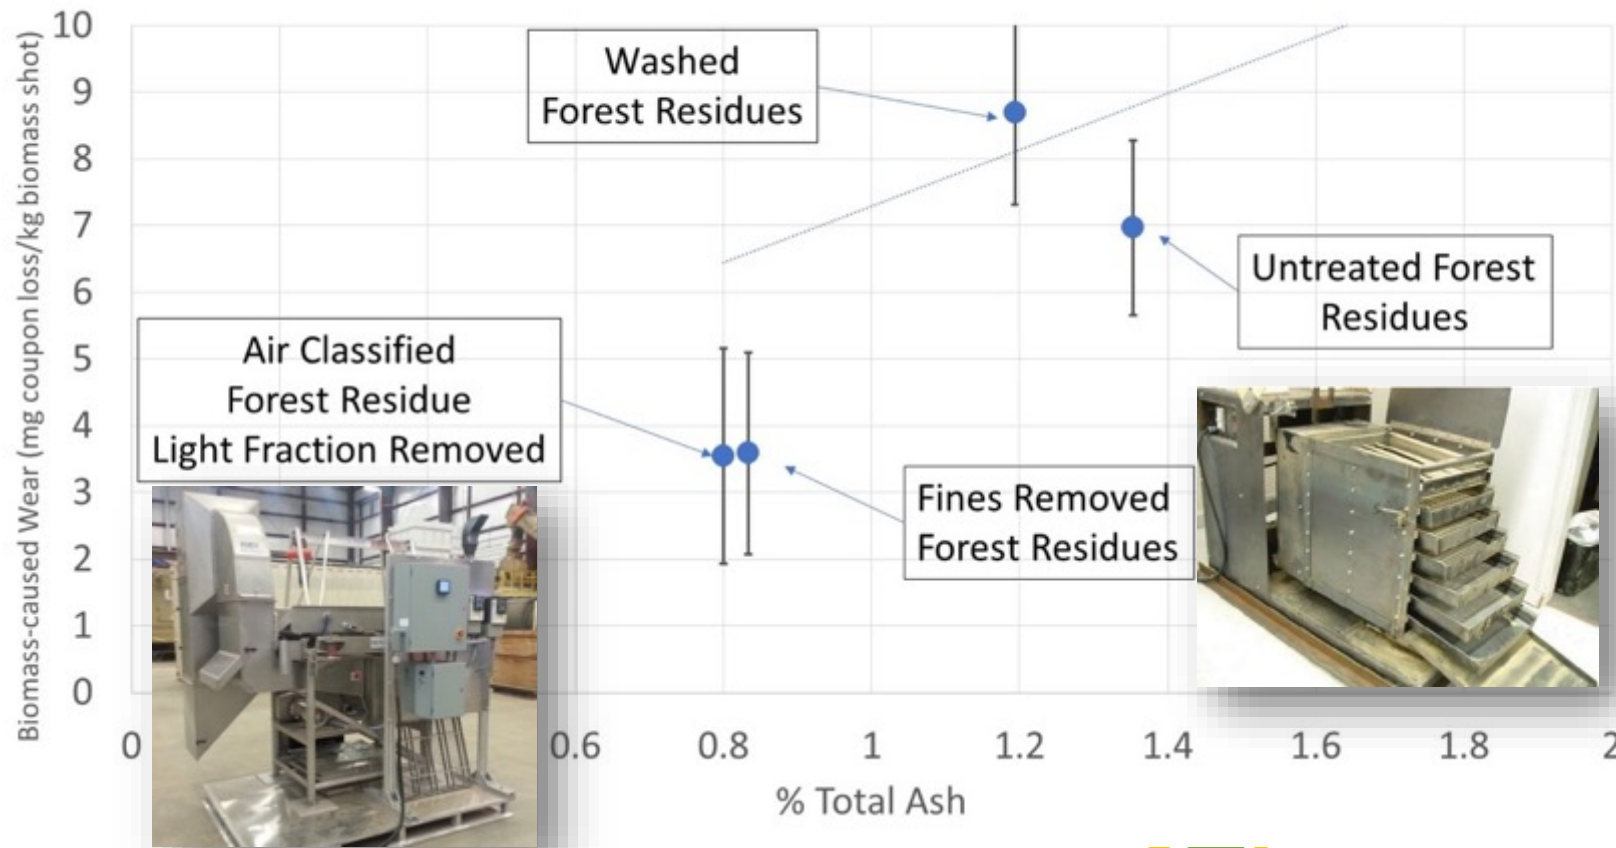 Biomass-caused Wear (mg coupon loss/kg biomass shot)
10
9
8
7
6
5
4
3
2
1
0
Washed
Forest Residues
Untreated Forest
Residues
Air Classified
Forest Residue
Light Fraction Removed
Fines Removed
Forest Residues
0
0.6
0.8
1
1.2
1.4
1.6
1.8
2
% Total Ash